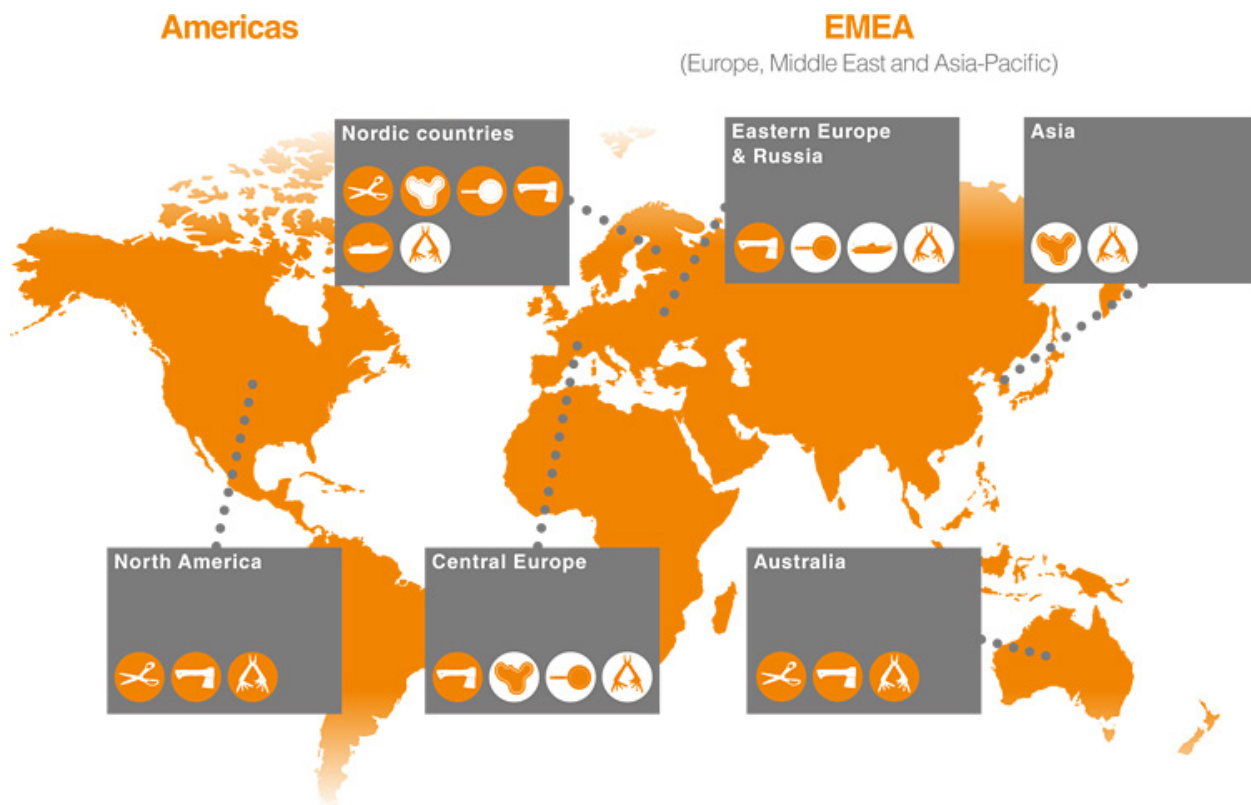 Americas
EMEA
(Europe, Middle East and Asia-Pacific)
Nordic countries
Eastern Europe
& Russia
Asia
North America
Central Europe
Australia